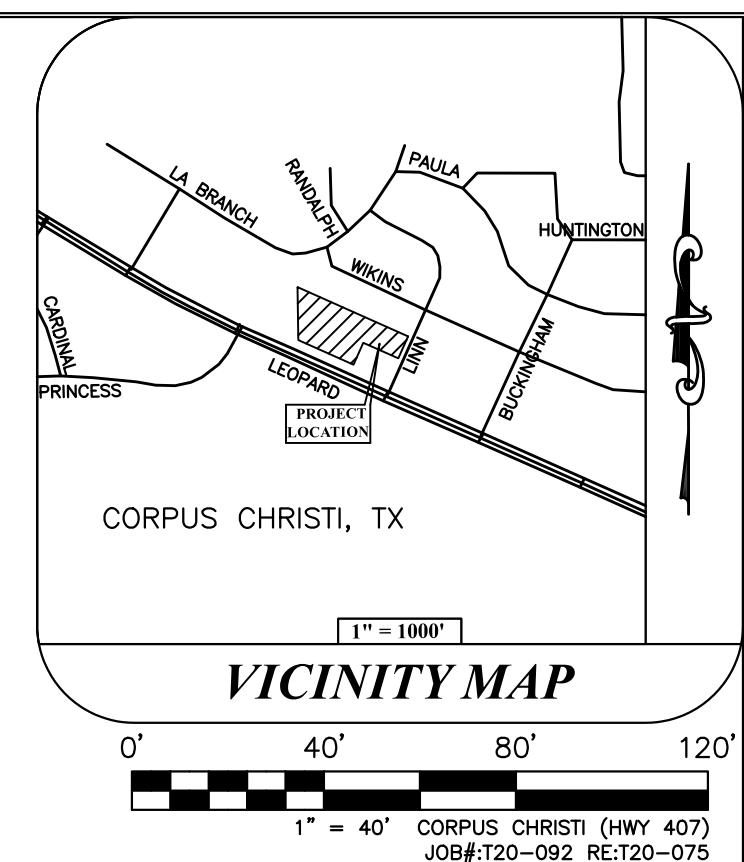 LA BRANCH
RANDALPH
PAULA
HUNTINGTON
WIKINS
CARDINAL
PRINCESS
LEOPARD
LINN
BUCKINGHAM
PROJECT
LOCATION
CORPUS CHRISTI, TX
1" = 1000'
VICINITY MAP
0' 40' 80' 120'
1" = 40' CORPUS CHRISTI (HWY 407)
JOB#:T20-092 RE:T20-075